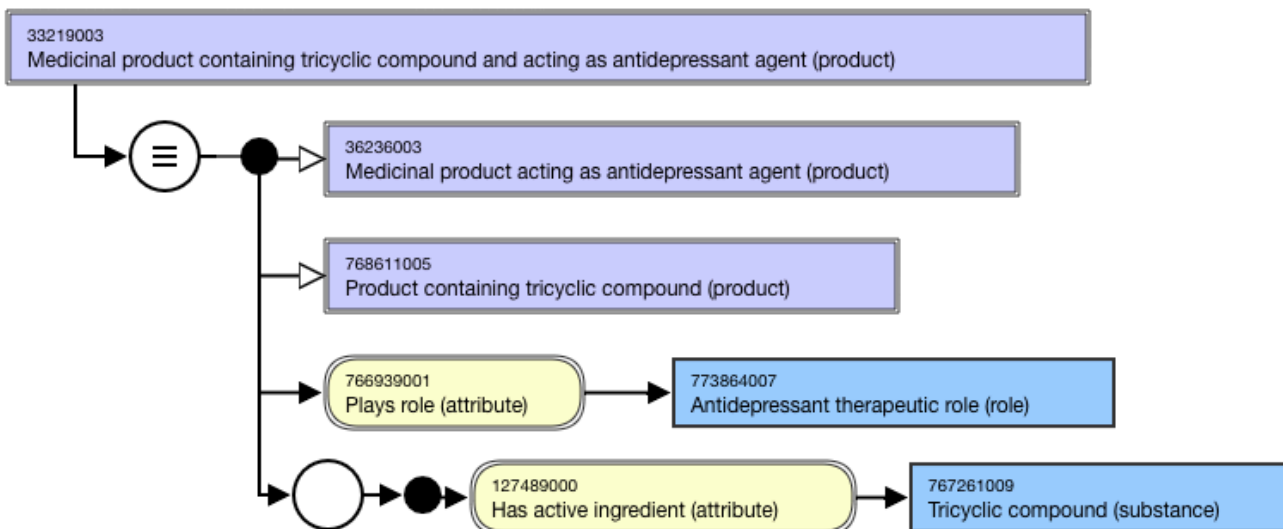 33219003
Medicinal product containing tricyclic compound and acting as antidepressant agent (product)
36236003
Medicinal product acting as antidepressant agent (product)
768611005
Product containing tricyclic compound (product)
766939001
Plays role (attribute)
773864007
Antidepressant therapeutic role (role)
127489000
Has active ingredient (attribute)
767261009
Tricyclic compound (substance)